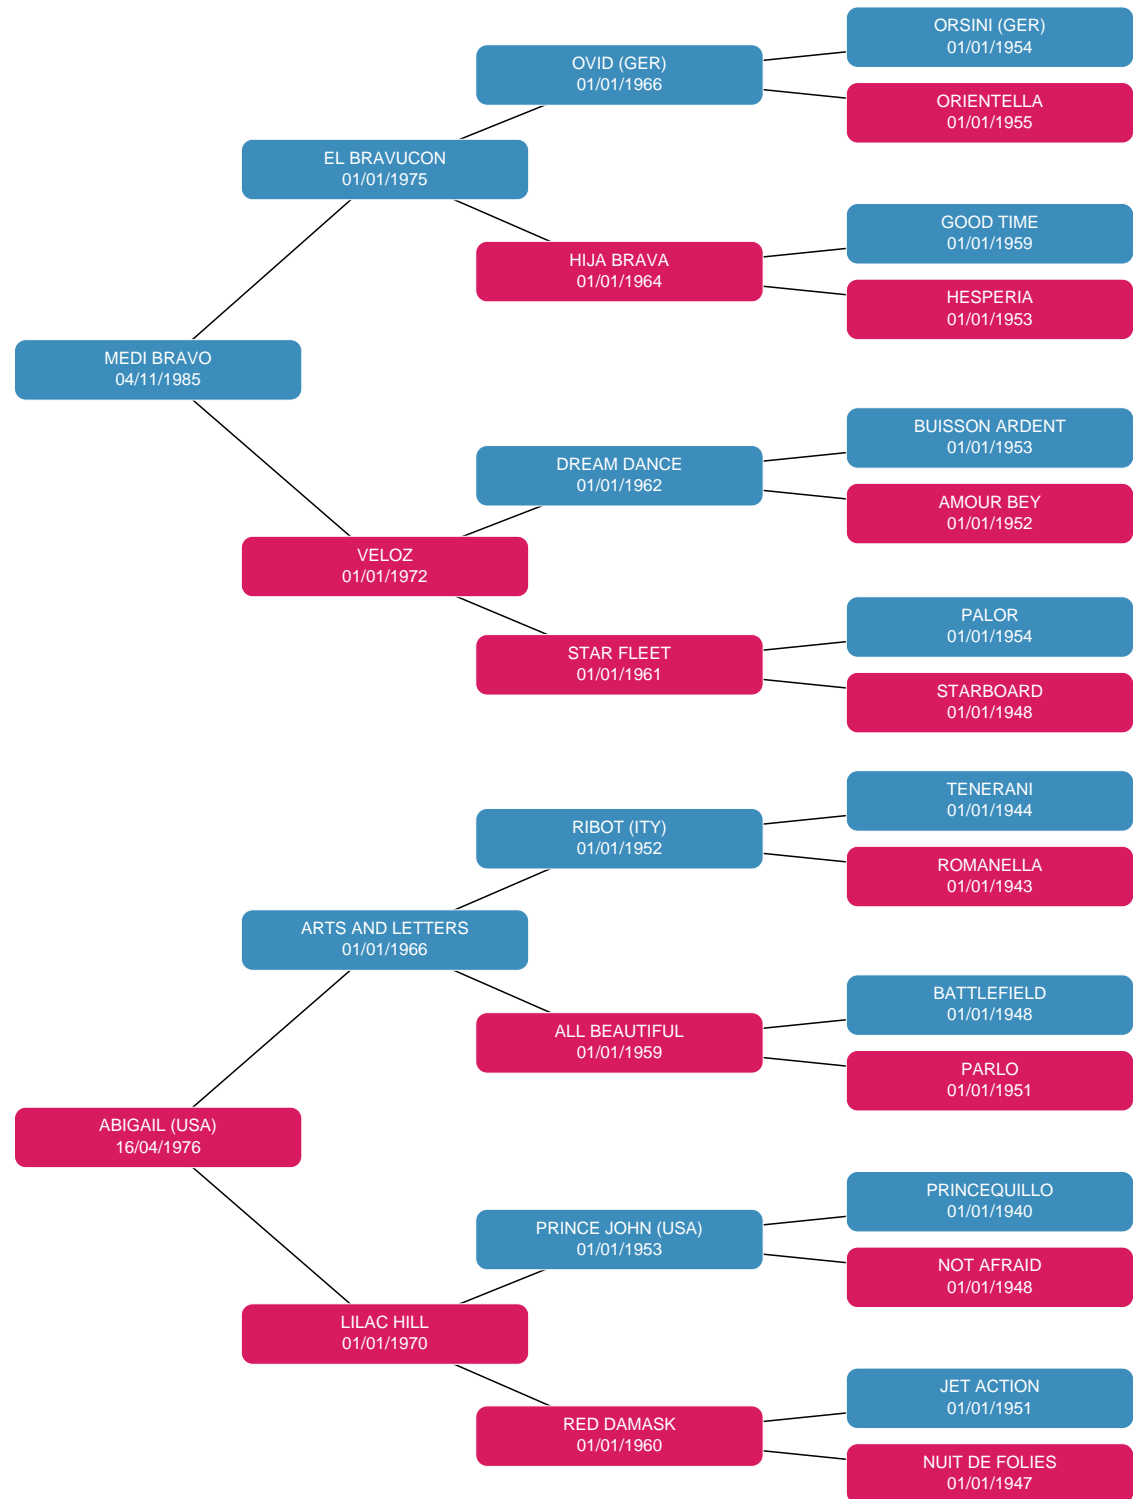 ORSINI (GER)
01/01/1954
OVID (GER)
01/01/1966
ORIENTELLA
01/01/1955
EL BRAVUCON
01/01/1975
GOOD TIME
01/01/1959
HIJA BRAVA
01/01/1964
HESPERIA
01/01/1953
MEDI BRAVO
04/11/1985
BUISSON ARDENT
01/01/1953
DREAM DANCE
01/01/1962
AMOUR BEY
01/01/1952
VELOZ
01/01/1972
PALOR
01/01/1954
STAR FLEET
01/01/1961
STARBOARD
01/01/1948
TENERANI
01/01/1944
RIBOT (ITY)
01/01/1952
ROMANELLA
01/01/1943
ARTS AND LETTERS
01/01/1966
BATTLEFIELD
01/01/1948
ALL BEAUTIFUL
01/01/1959
PARLO
01/01/1951
ABIGAIL (USA)
16/04/1976
PRINCEQUILLO
01/01/1940
PRINCE JOHN (USA)
01/01/1953
NOT AFRAID
01/01/1948
LILAC HILL
01/01/1970
JET ACTION
01/01/1951
RED DAMASK
01/01/1960
NUIT DE FOLIES
01/01/1947